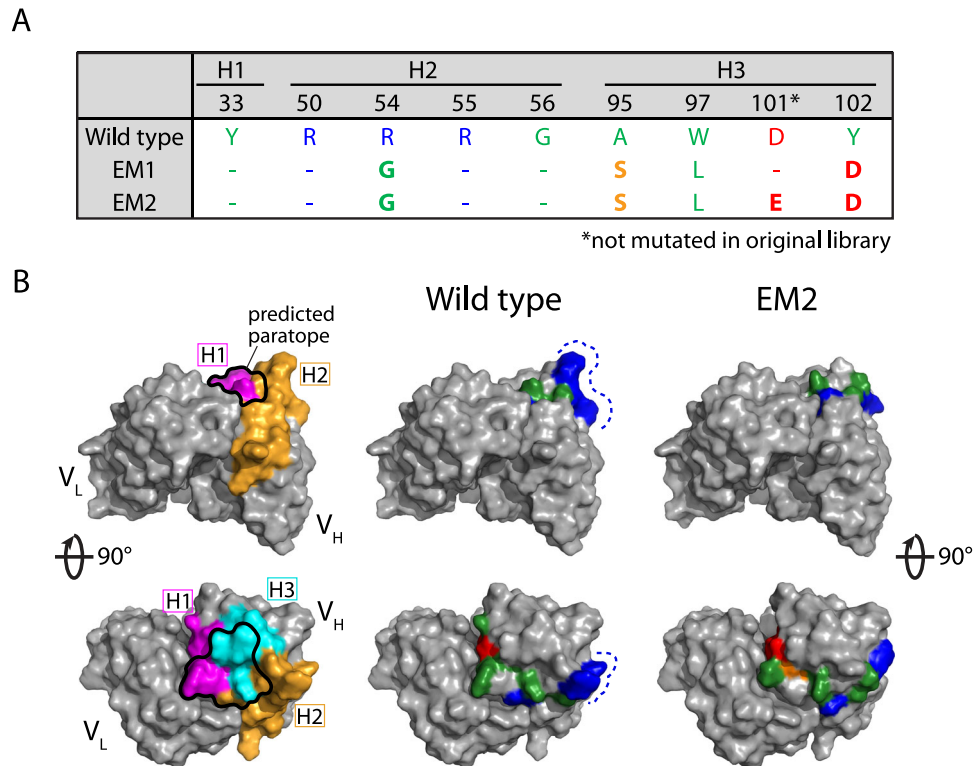 A
H1 H2 H3
33 50 54 55 56 95 97 101* 102
Wild type Y R R R G A W D Y
EM1 - - G - - S L - D
EM2 - - G - - S L E D
*not mutated in original library
B
Wild type EM2
predicted
paratope
H1
H2
VL
VH
90° 90°
H1 H3
VH
H2
VL